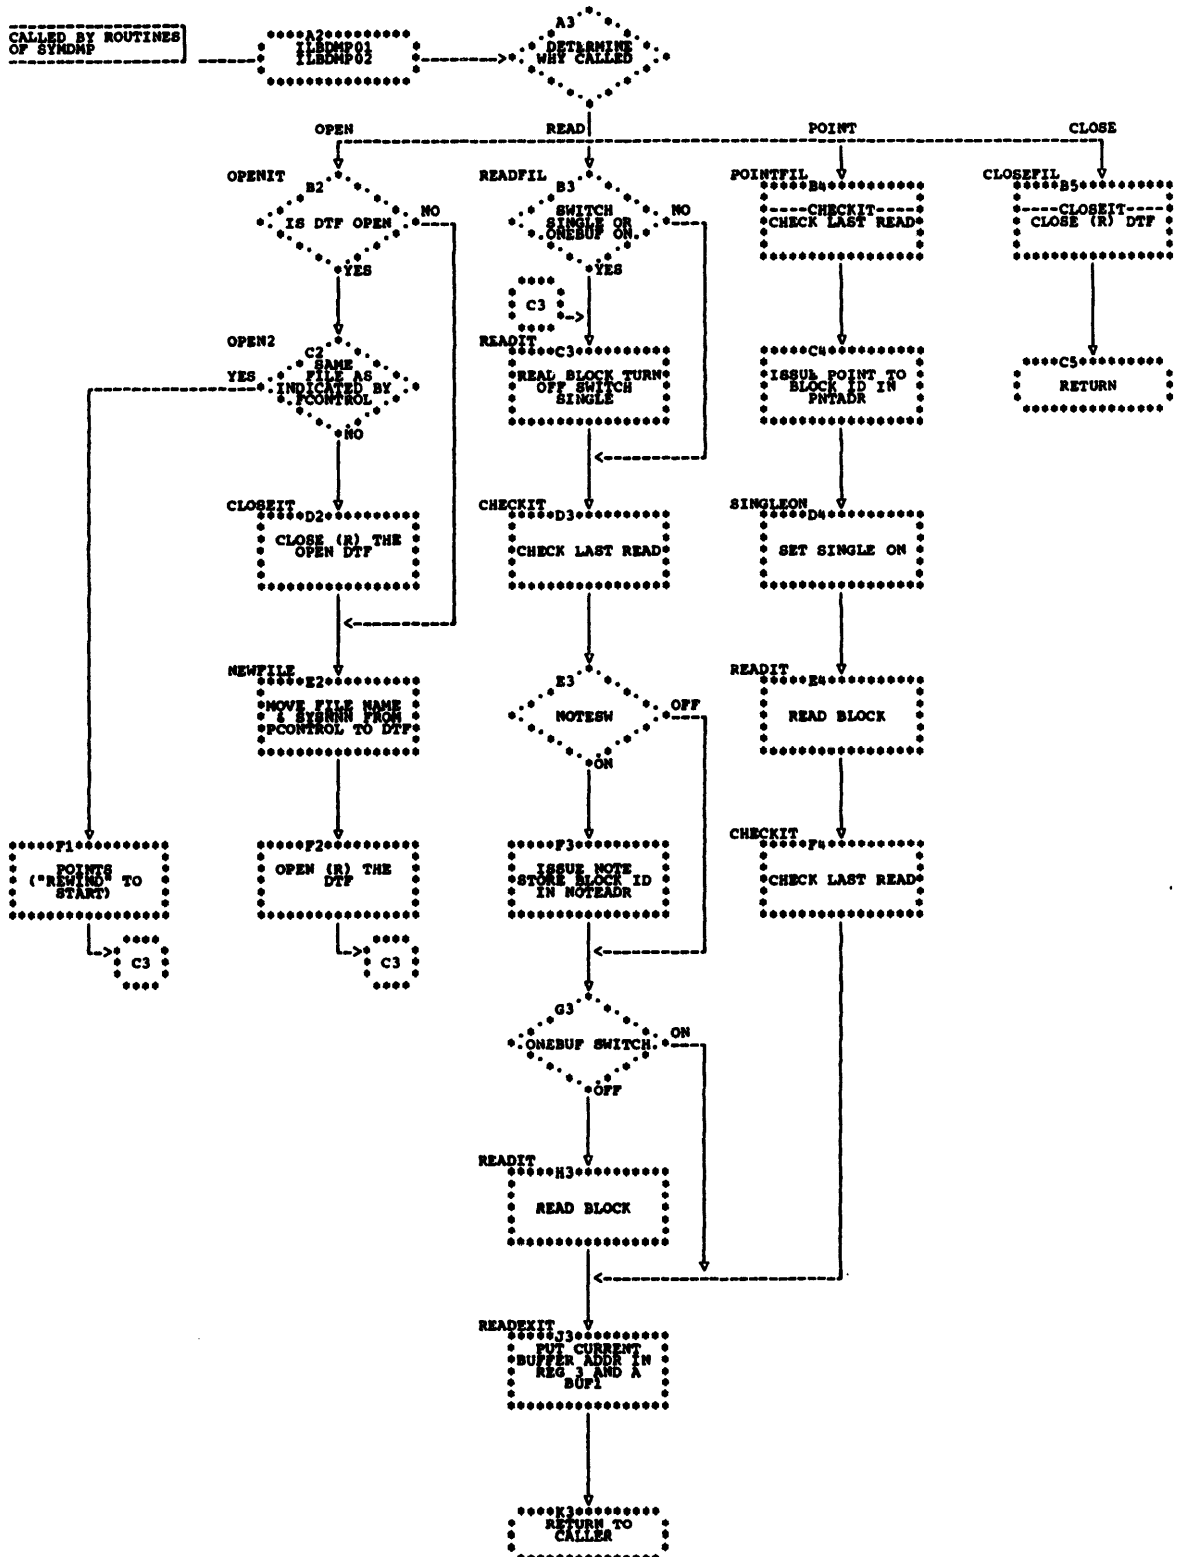 CALLED BY ROUTINES
OF SYMDMP
A2
ILBDMP01
ILBDMP02
A3
DETERMINE
WHY CALLED
OPEN
READ
POINT
CLOSE
OPENIT
B2
IS DTF OPEN
NO
YES
READFIL
B3
SWITCH
SINGLE OR
ONEBUF ON
NO
YES
POINTFIL
B4
CHECKIT
CHECK LAST READ
CLOSEFIL
B5
CLOSEIT
CLOSE (R) DTF
C3
OPEN2
C2
SAME
FILE AS
INDICATED BY
PCONTROL
YES
NO
READIT
C3
READ BLOCK TURN
OFF SWITCH
SINGLE
C4
ISSUE POINT TO
BLOCK ID IN
PNTADR
C5
RETURN
CLOSEIT
D2
CLOSE (R) THE
OPEN DTF
CHECKIT
D3
CHECK LAST READ
SINGLEON
D4
SET SINGLE ON
NEWFILE
E2
MOVE FILE NAME
& SYSNNN FROM
PCONTROL TO DTF
E3
NOTESW
OFF
ON
READIT
E4
READ BLOCK
F1
POINTS
("REWIND" TO
START)
F2
OPEN (R) THE
DTF
F3
ISSUE NOTE
STORE BLOCK ID
IN NOTEADR
CHECKIT
F4
CHECK LAST READ
C3
C3
G3
ONEBUF SWITCH
ON
OFF
READIT
H3
READ BLOCK
READEXIT
J3
PUT CURRENT
BUFFER ADDR IN
REG 3 AND A
BUF1
K3
RETURN TO
CALLER